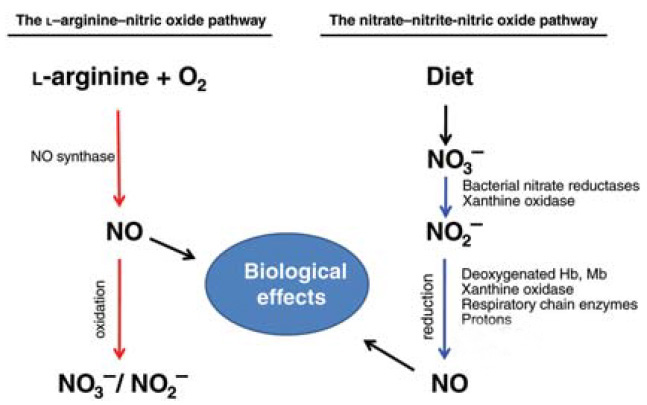 The L–arginine–nitric oxide pathway
L-arginine + O₂
NO synthase
NO
oxidation
NO₃⁻/ NO₂⁻
Biological
effects
The nitrate–nitrite-nitric oxide pathway
Diet
NO₃⁻
Bacterial nitrate reductases
Xanthine oxidase
NO₂⁻
reduction
Deoxygenated Hb, Mb
Xanthine oxidase
Respiratory chain enzymes
Protons
NO